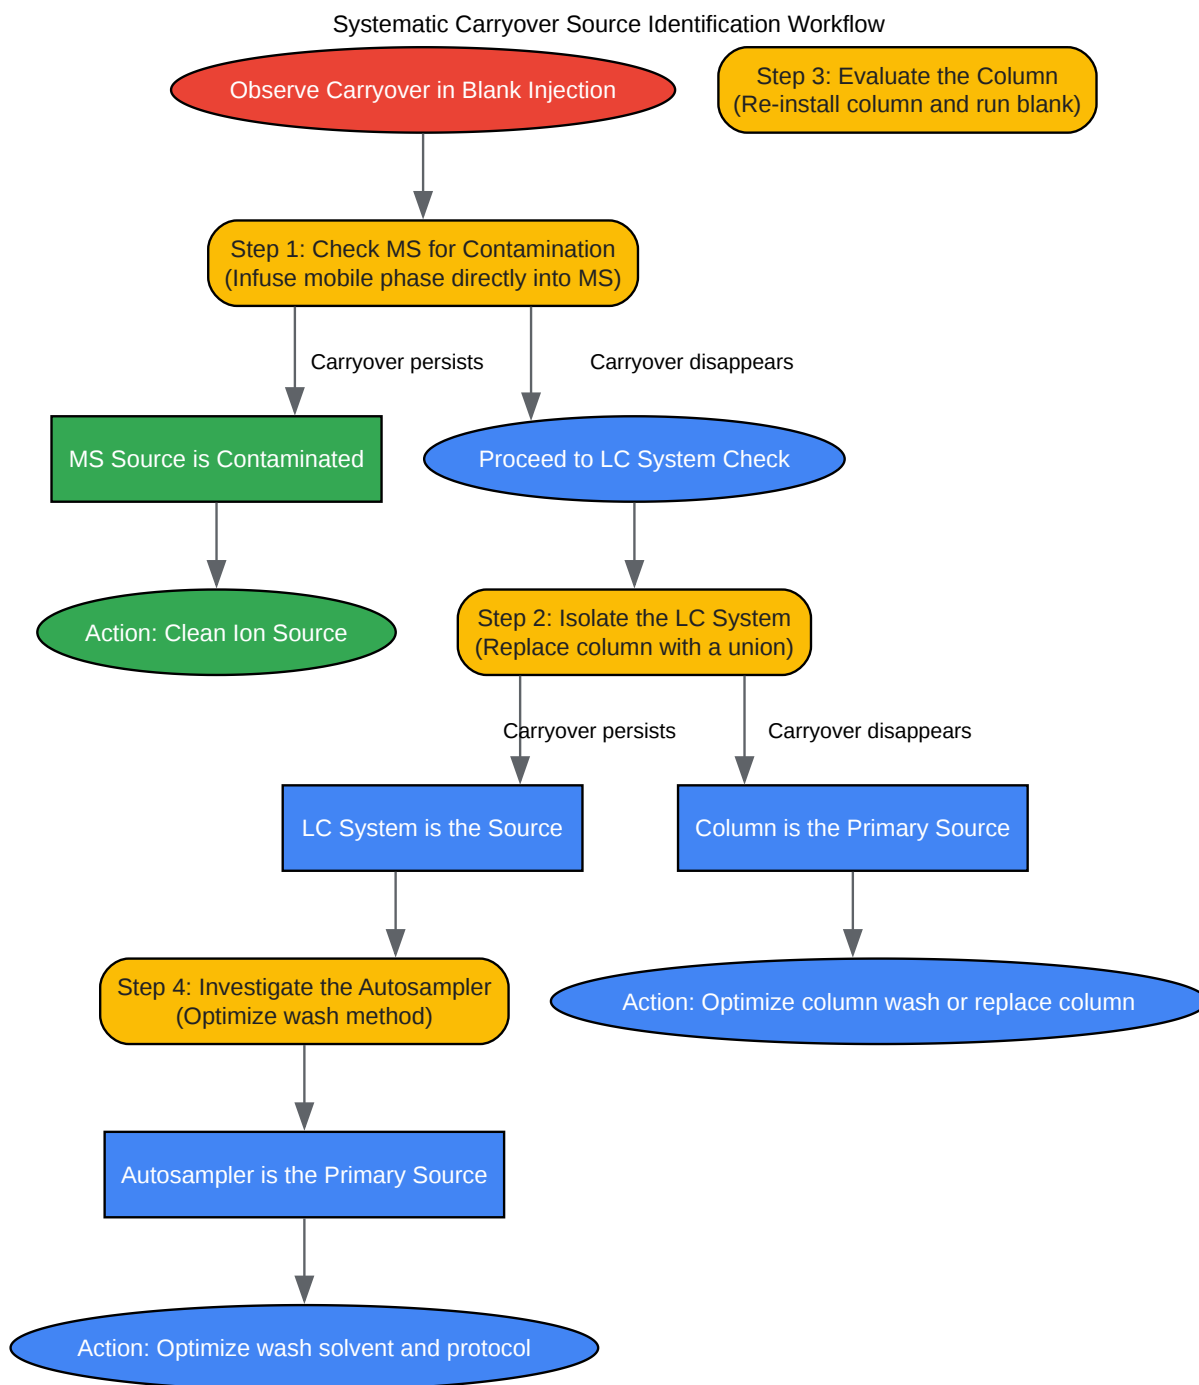 Systematic Carryover Source Identification Workflow
Observe Carryover in Blank Injection
Step 3: Evaluate the Column
(Re-install column and run blank)
Step 1: Check MS for Contamination
(Infuse mobile phase directly into MS)
Carryover persists
Carryover disappears
MS Source is Contaminated
Proceed to LC System Check
Action: Clean Ion Source
Step 2: Isolate the LC System
(Replace column with a union)
Carryover persists
Carryover disappears
LC System is the Source
Column is the Primary Source
Step 4: Investigate the Autosampler
(Optimize wash method)
Action: Optimize column wash or replace column
Autosampler is the Primary Source
Action: Optimize wash solvent and protocol